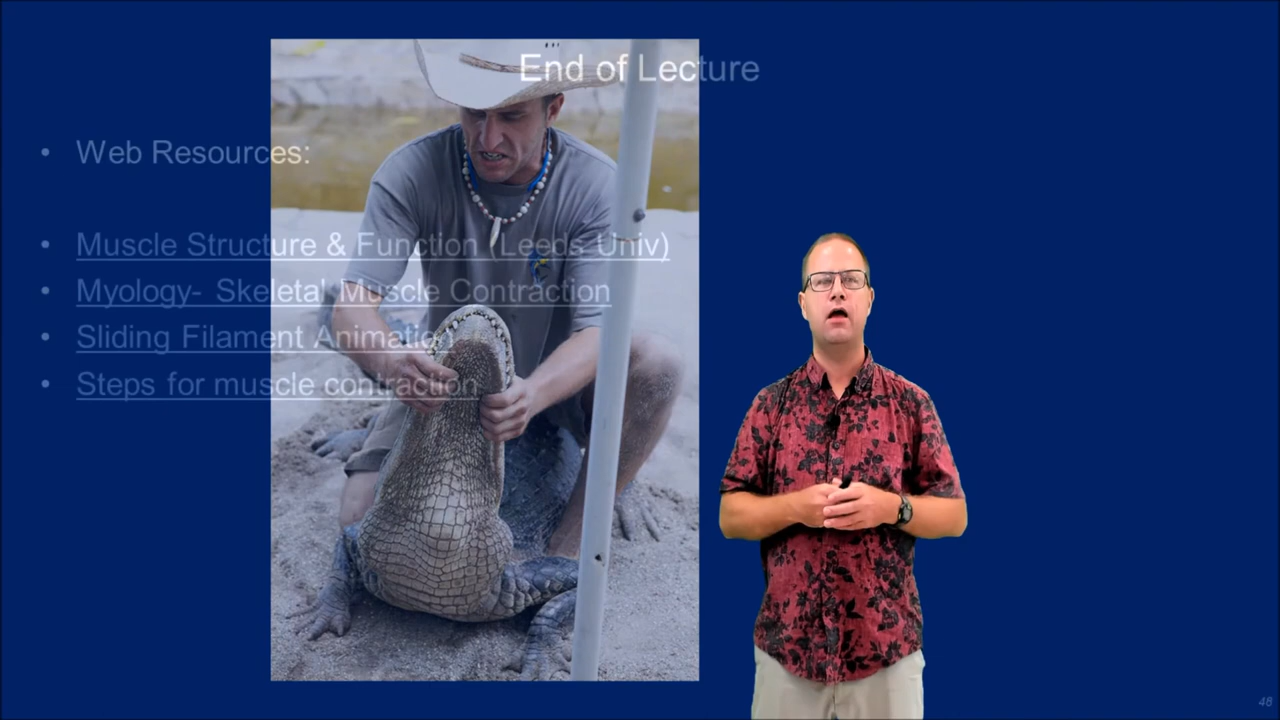 End of Lecture
• Web Resources:
• Muscle Structure & Function (Leeds Univ)
• Myology- Skeletal Muscle Contraction
• Sliding Filament Animation
• Steps for muscle contraction
48